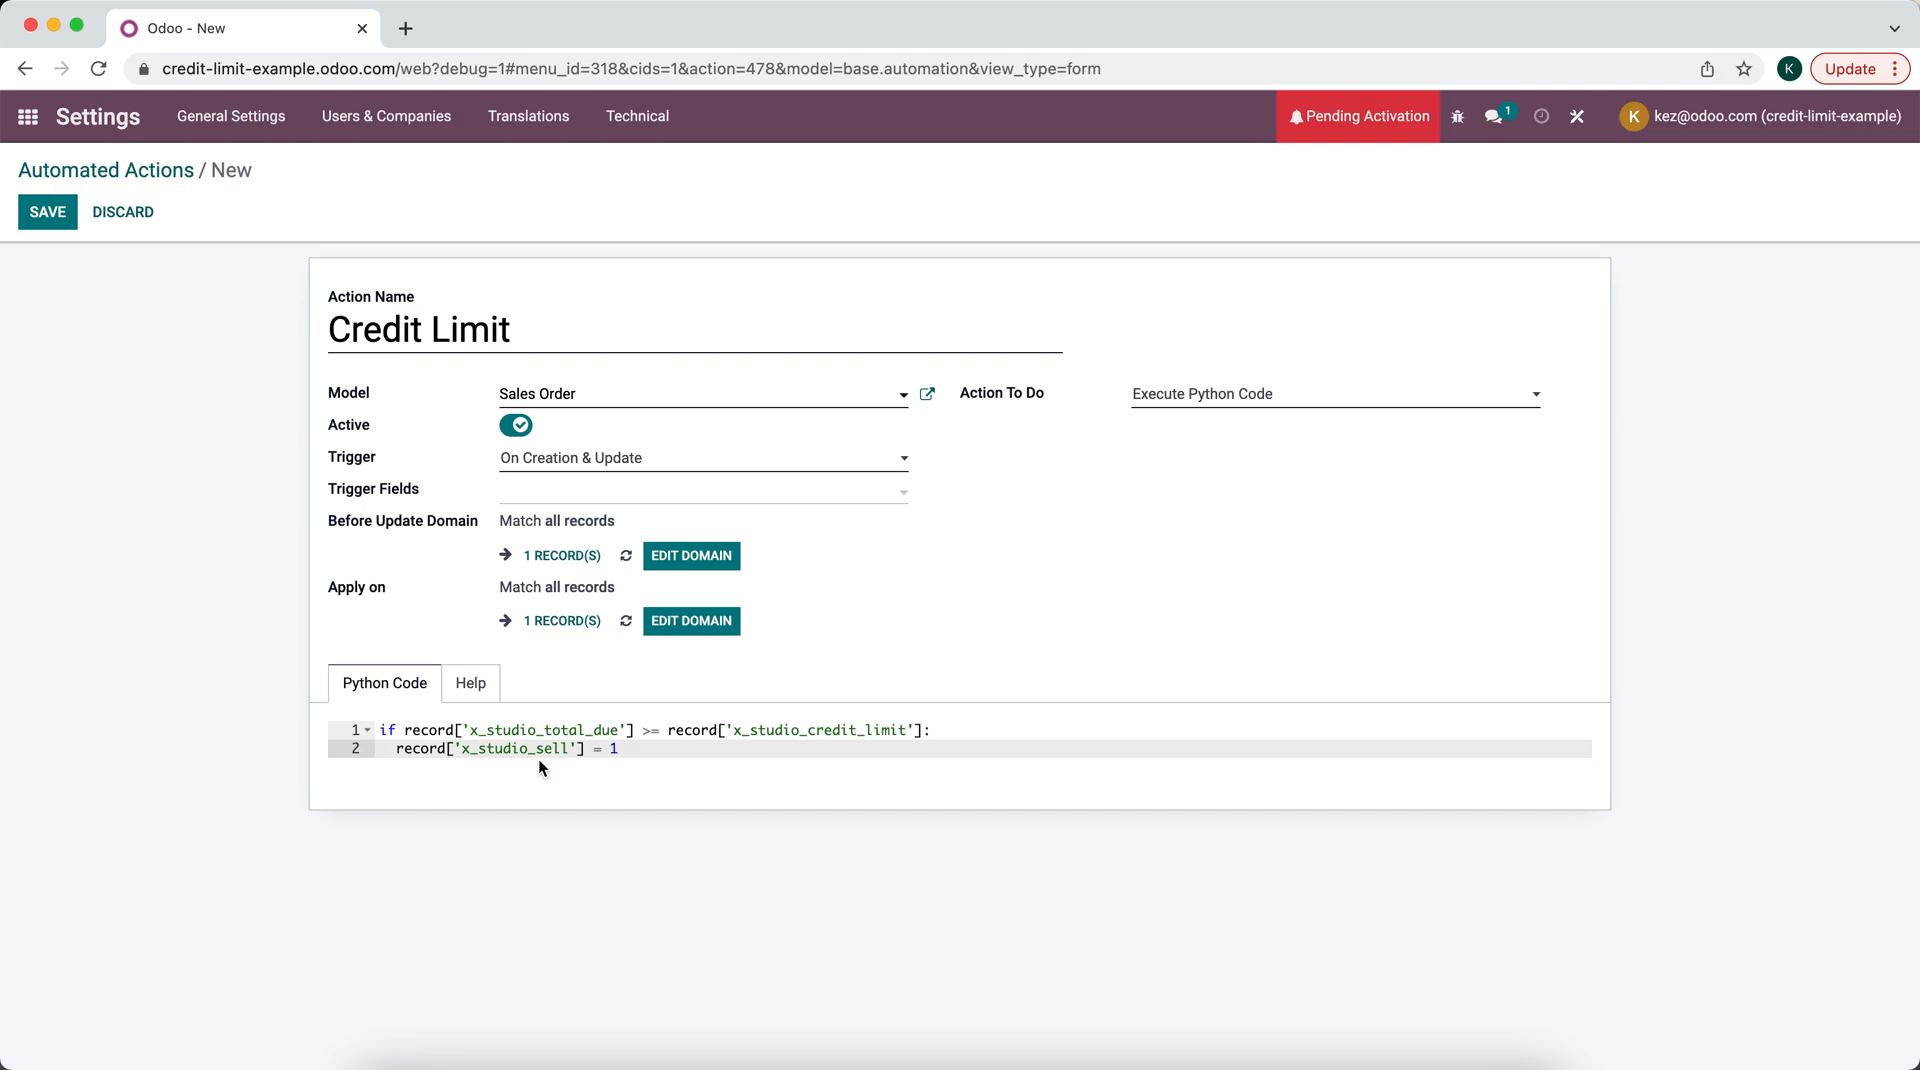 Odoo - New
credit-limit-example.odoo.com/web?debug=1#menu_id=318&cids=1&action=478&model=base.automation&view_type=form
K
Update
Settings
General Settings
Users & Companies
Translations
Technical
Pending Activation
1
K
kez@odoo.com (credit-limit-example)
Automated Actions / New
SAVE
DISCARD
Action Name
Credit Limit
Model
Sales Order
Action To Do
Execute Python Code
Active
Trigger
On Creation & Update
Trigger Fields
Before Update Domain
Match all records
1 RECORD(S)
EDIT DOMAIN
Apply on
Match all records
1 RECORD(S)
EDIT DOMAIN
Python Code
Help
1 if record['x_studio_total_due'] >= record['x_studio_credit_limit']:
2 record['x_studio_sell'] = 1